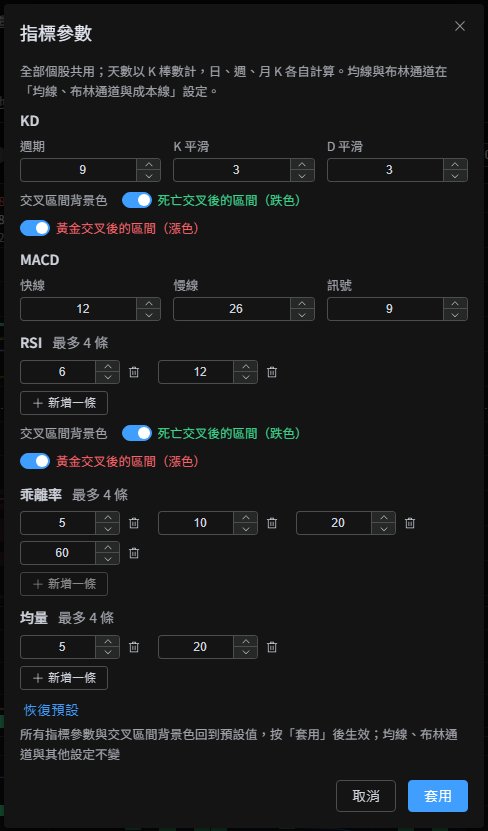 指標參數
全部個股共用；天數以 K 棒數計，日、週、月 K 各自計算。均線與布林通道在
「均線、布林通道與成本線」設定。
KD
週期 K 平滑 D 平滑
9 3 3
交叉區間背景色 死亡交叉後的區間（跌色）
黃金交叉後的區間（漲色）
MACD
快線 慢線 訊號
12 26 9
RSI 最多 4 條
6 12
＋ 新增一條
交叉區間背景色 死亡交叉後的區間（跌色）
黃金交叉後的區間（漲色）
乖離率 最多 4 條
5 10 20
60
＋ 新增一條
均量 最多 4 條
5 20
＋ 新增一條
恢復預設
所有指標參數與交叉區間背景色回到預設值，按「套用」後生效；均線、布林通
道與其他設定不變
取消 套用